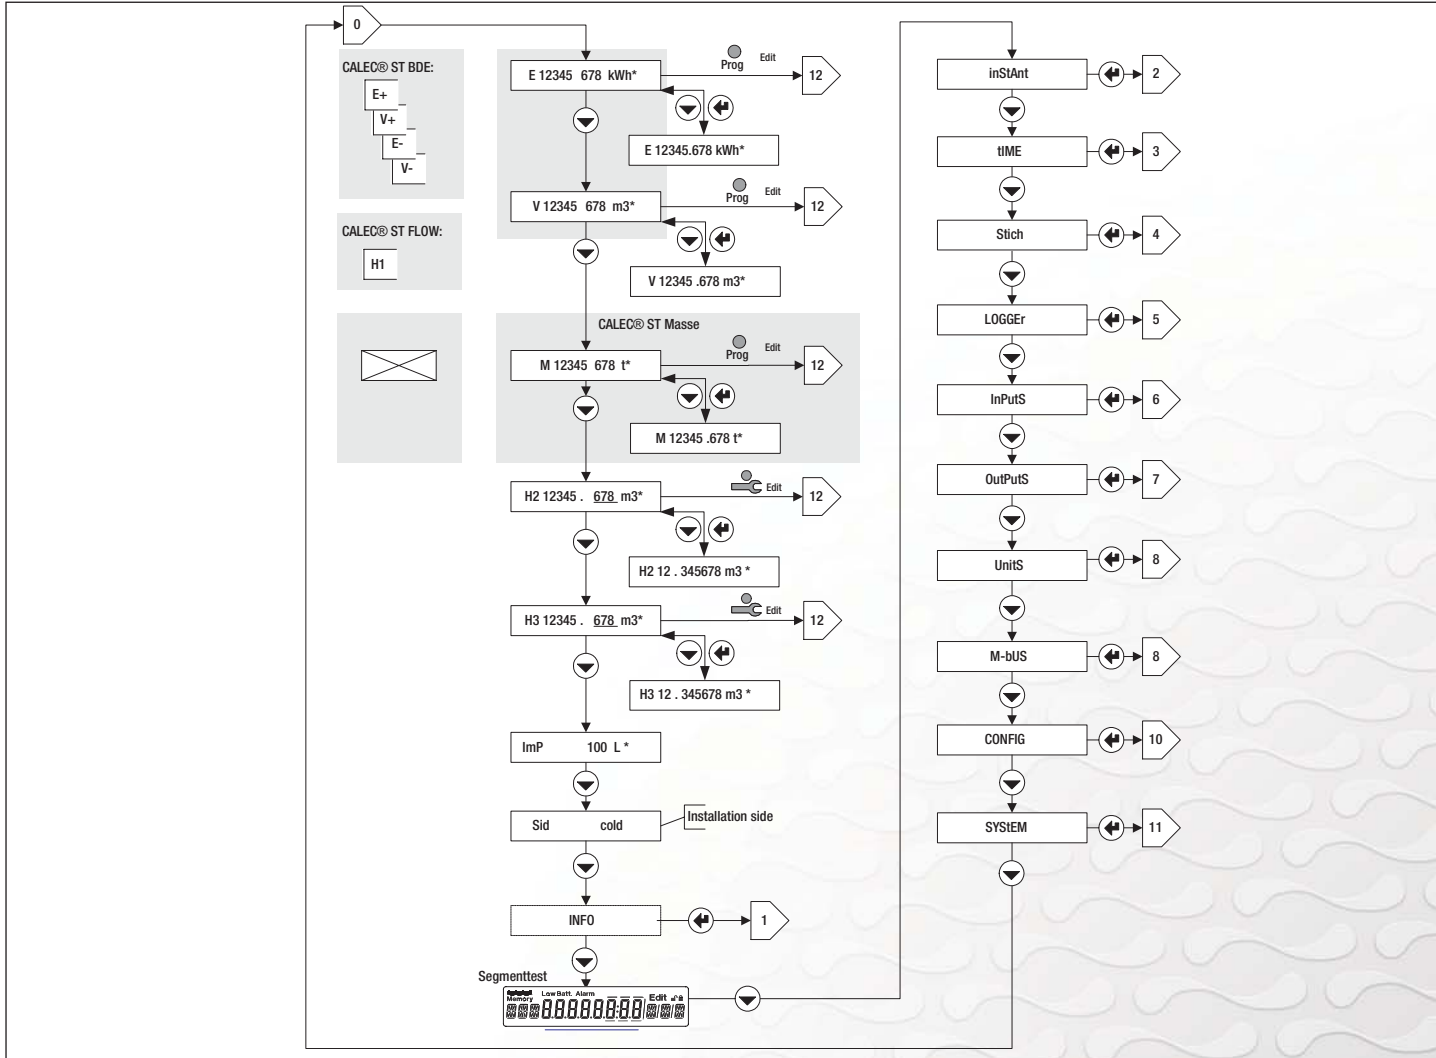 0
CALEC® ST BDE:
E+
V+
E-
V-
CALEC® ST FLOW:
H1
E 12345 678 kWh*
Prog
Edit
12
E 12345.678 kWh*
V 12345 678 m3*
Prog
Edit
12
V 12345 .678 m3*
CALEC® ST Masse
M 12345 678 t*
Prog
Edit
12
M 12345 .678 t*
H2 12345 . 678 m3*
Edit
12
H2 12 . 345678 m3 *
H3 12345 . 678 m3*
Edit
12
H3 12 . 345678 m3 *
ImP 100 L *
Sid cold
Installation side
INFO
1
Segmenttest
Memory
Low Batt. Alarm
Edit
inStAnt
2
tIME
3
Stich
4
LOGGEr
5
InPutS
6
OutPutS
7
UnitS
8
M-bUS
8
CONFIG
10
SYStEM
11